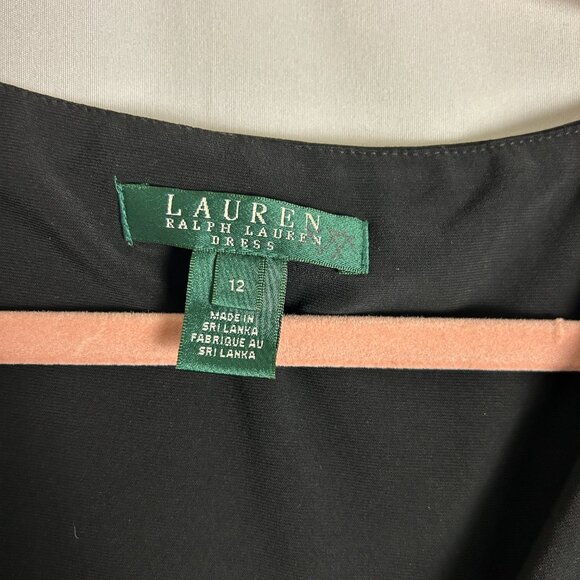 LAUREN
RALPH LAUREN
DRESS
12
MADE IN
SRI LANKA
FABRIQUE AU
SRI LANKA